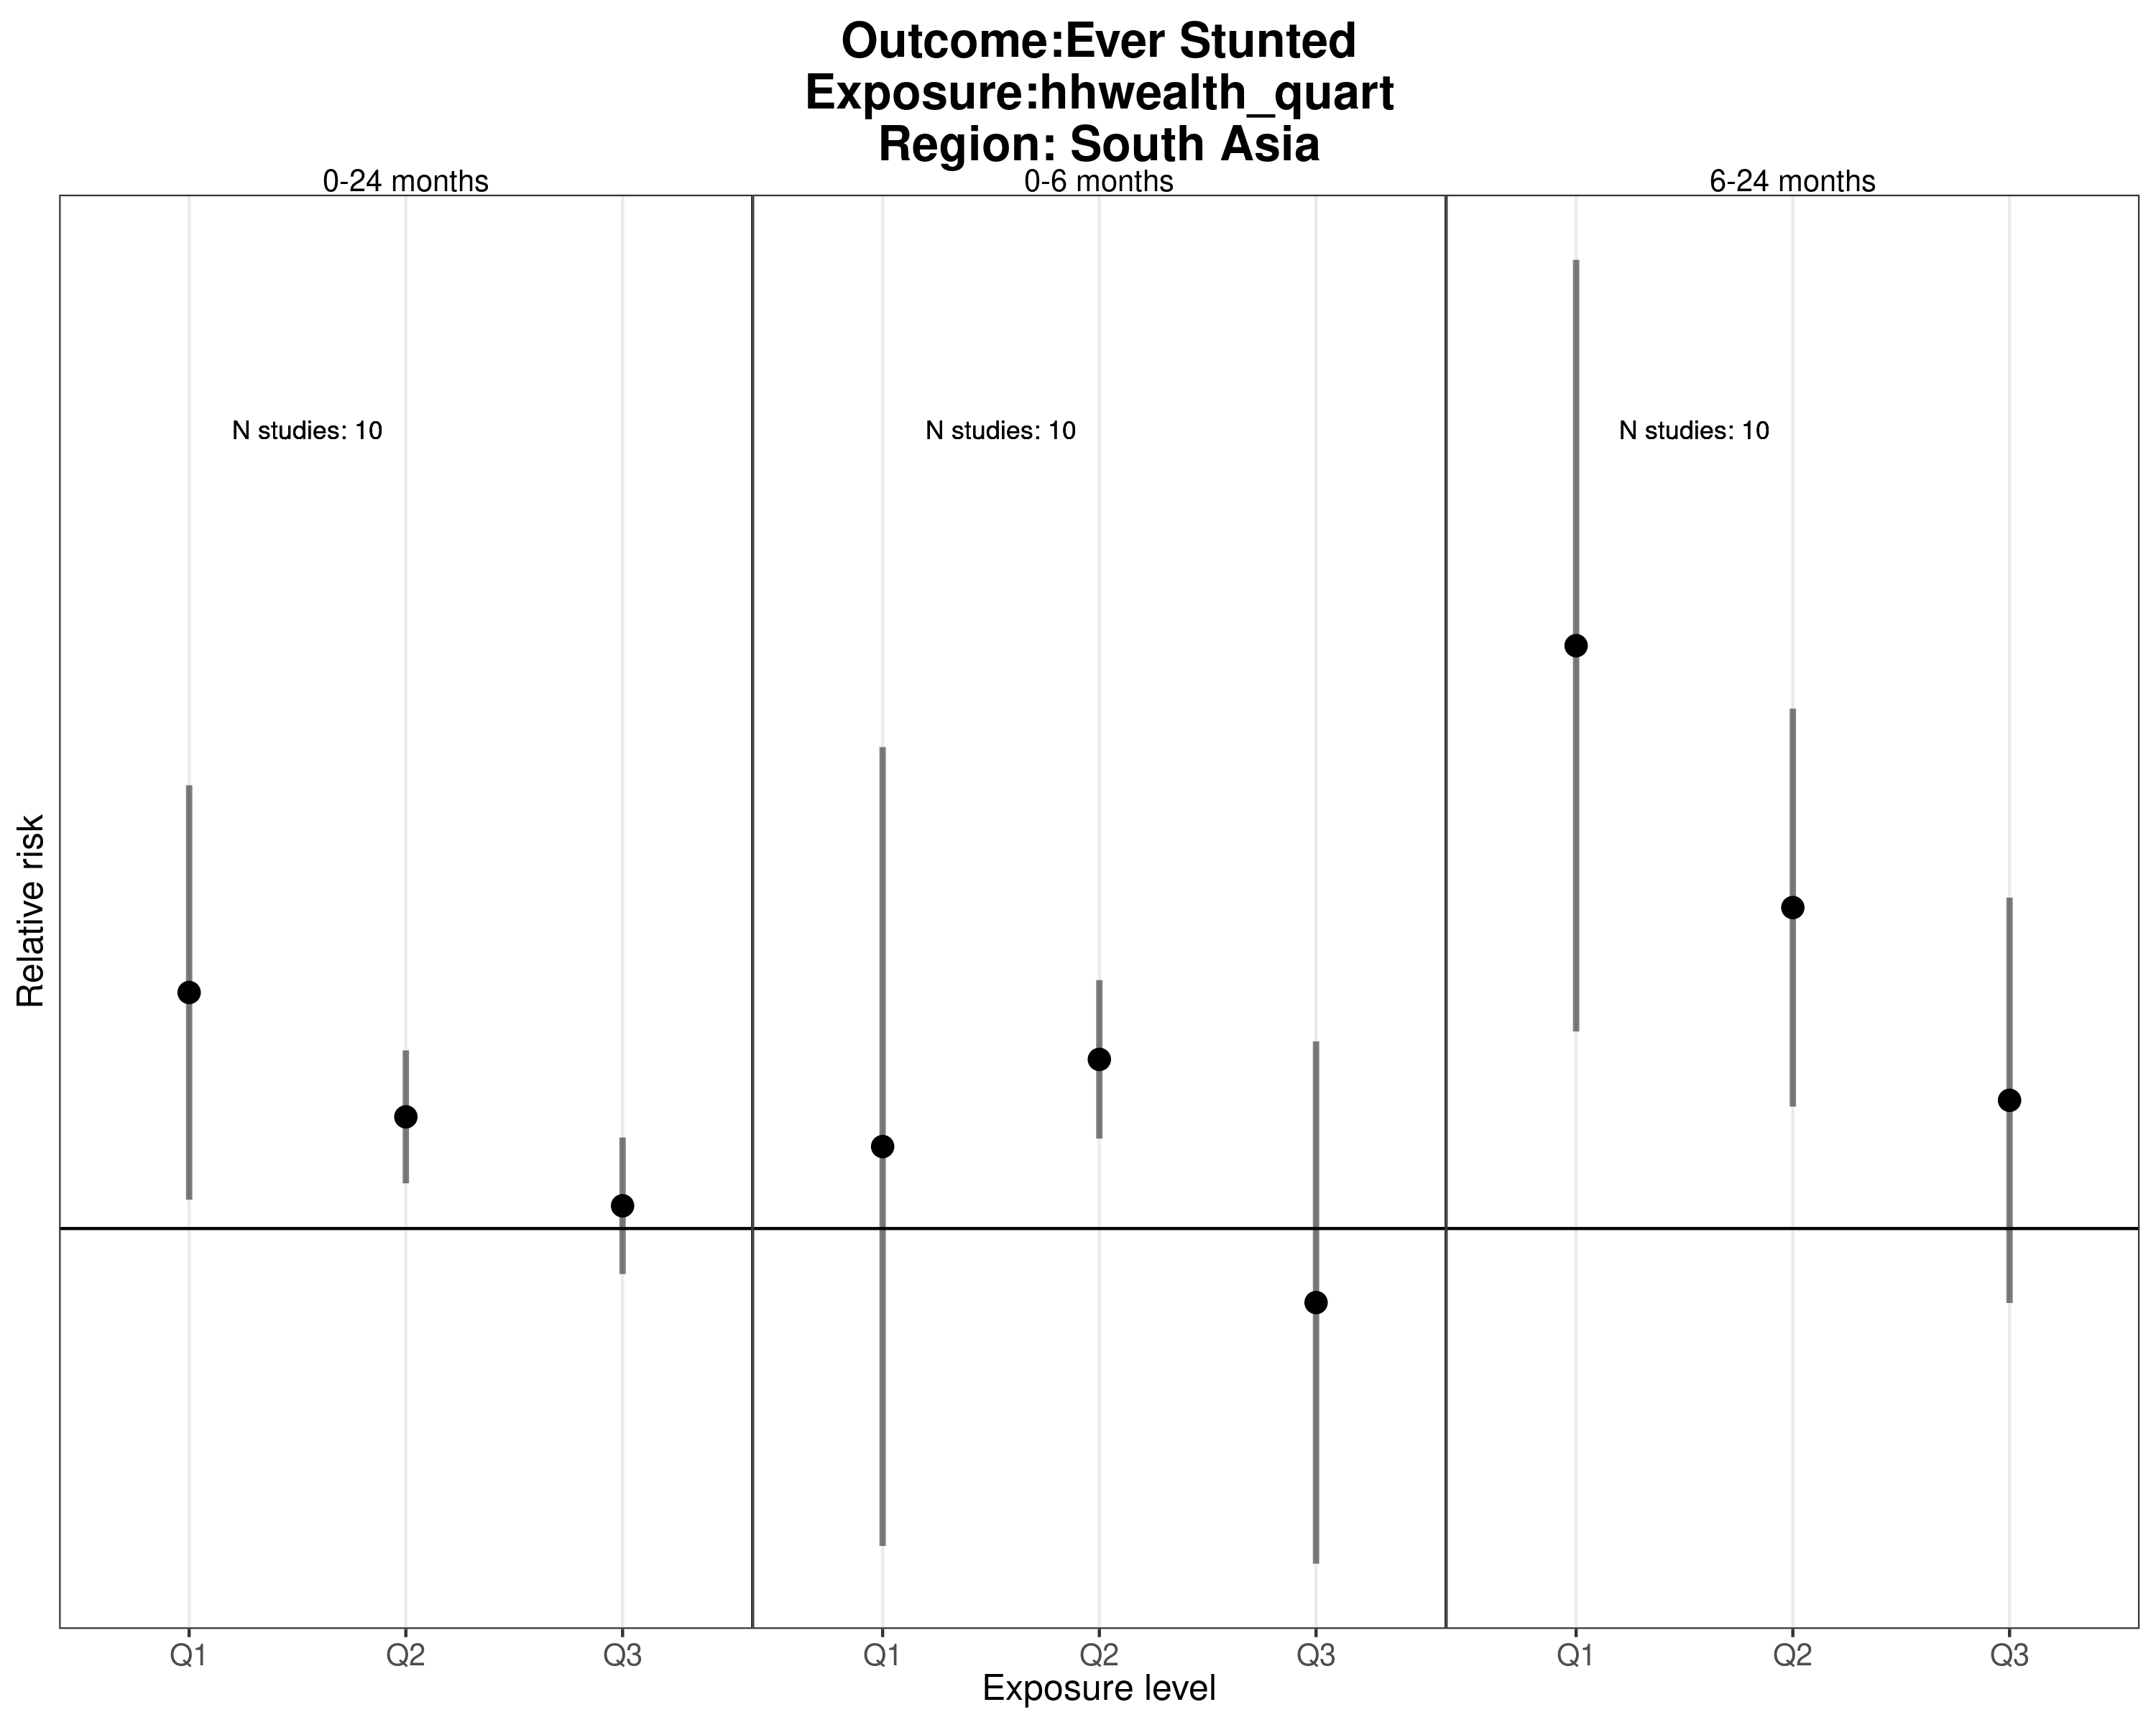 Outcome:Ever Stunted
Exposure:hhwealth_quart
Region: South Asia
0-24 months
0-6 months
6-24 months
N studies: 10
N studies: 10
N studies: 10
Relative risk
Q1
Q2
Q3
Q1
Q2
Q3
Q1
Q2
Q3
Exposure level